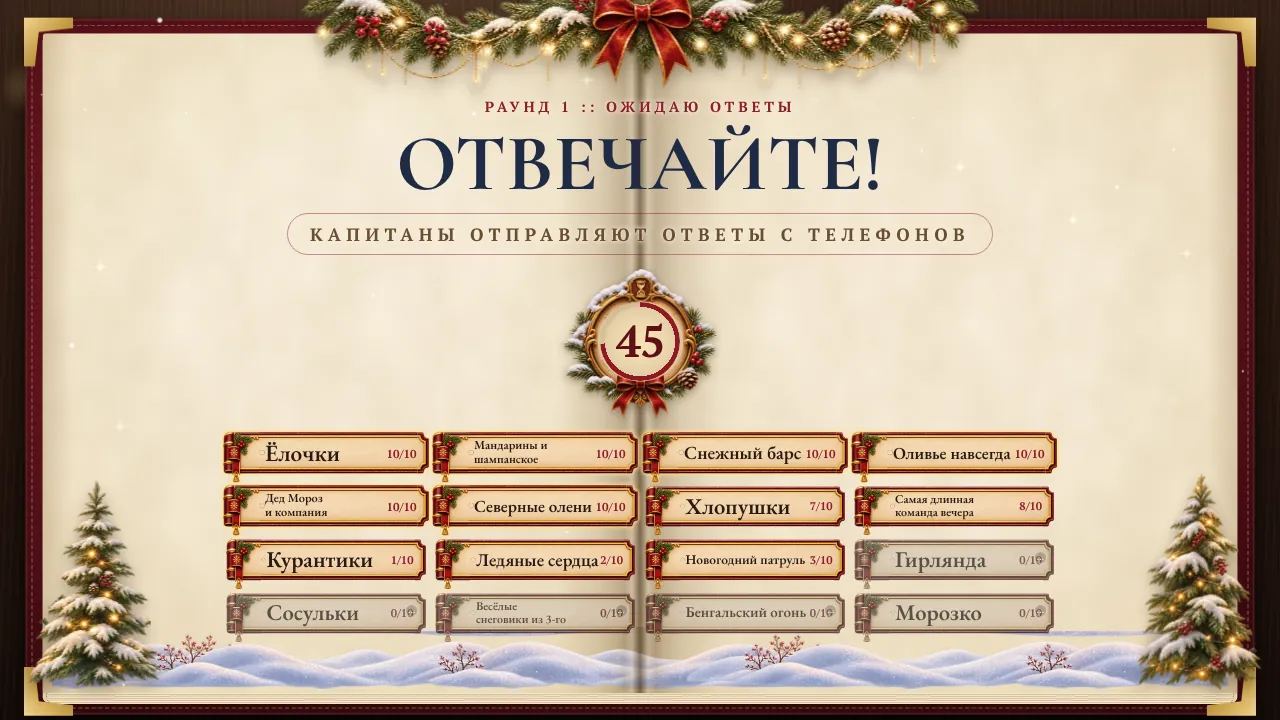 РАУНД 1 :: ОЖИДАЮ ОТВЕТЫ
ОТВЕЧАЙТЕ!
КАПИТАНЫ ОТПРАВЛЯЮТ ОТВЕТЫ С ТЕЛЕФОНОВ
45
Ёлочки 10/10
Мандарины и
шампанское 10/10
Снежный барс 10/10
Оливье навсегда 10/10
Дед Мороз
и компания 10/10
Северные олени 10/10
Хлопушки 7/10
Самая длинная
команда вечера 8/10
Курантики 1/10
Ледяные сердца 2/10
Новогодний патруль 3/10
Гирлянда 0/10
Сосульки 0/10
Весёлые
снеговики из 3-го 0/10
Бенгальский огонь 0/10
Морозко 0/10